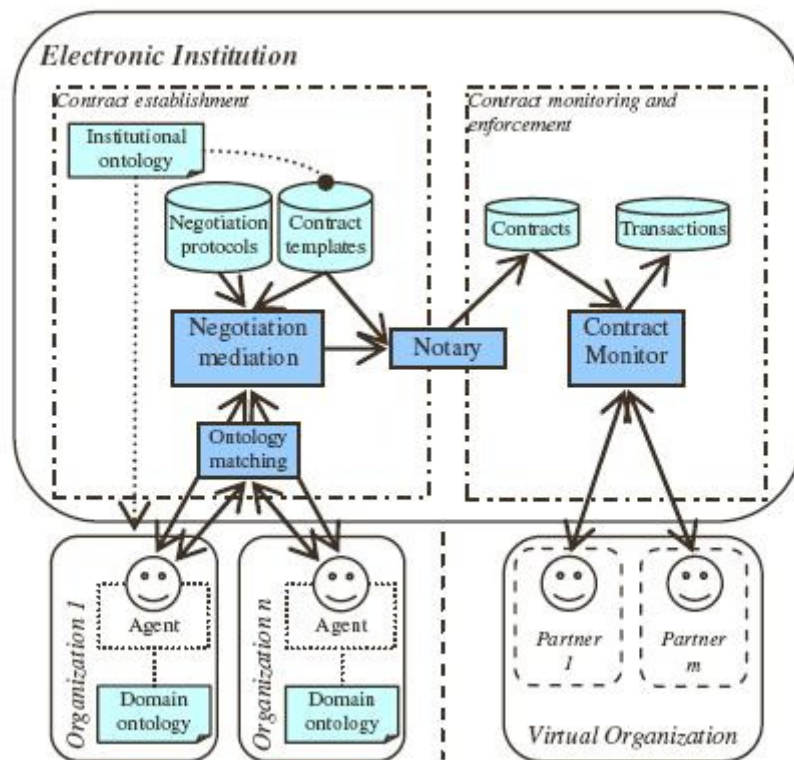 Electronic Institution
Contract establishment
Institutional
ontology
Negotiation
protocols
Contract
templates
Negotiation
mediation
Ontology
matching
Notary
Contract monitoring and
enforcement
Contracts
Transactions
Contract
Monitor
Organization 1
Agent
Domain
ontology
Organization n
Agent
Domain
ontology
Partner
1
Partner
m
Virtual Organization